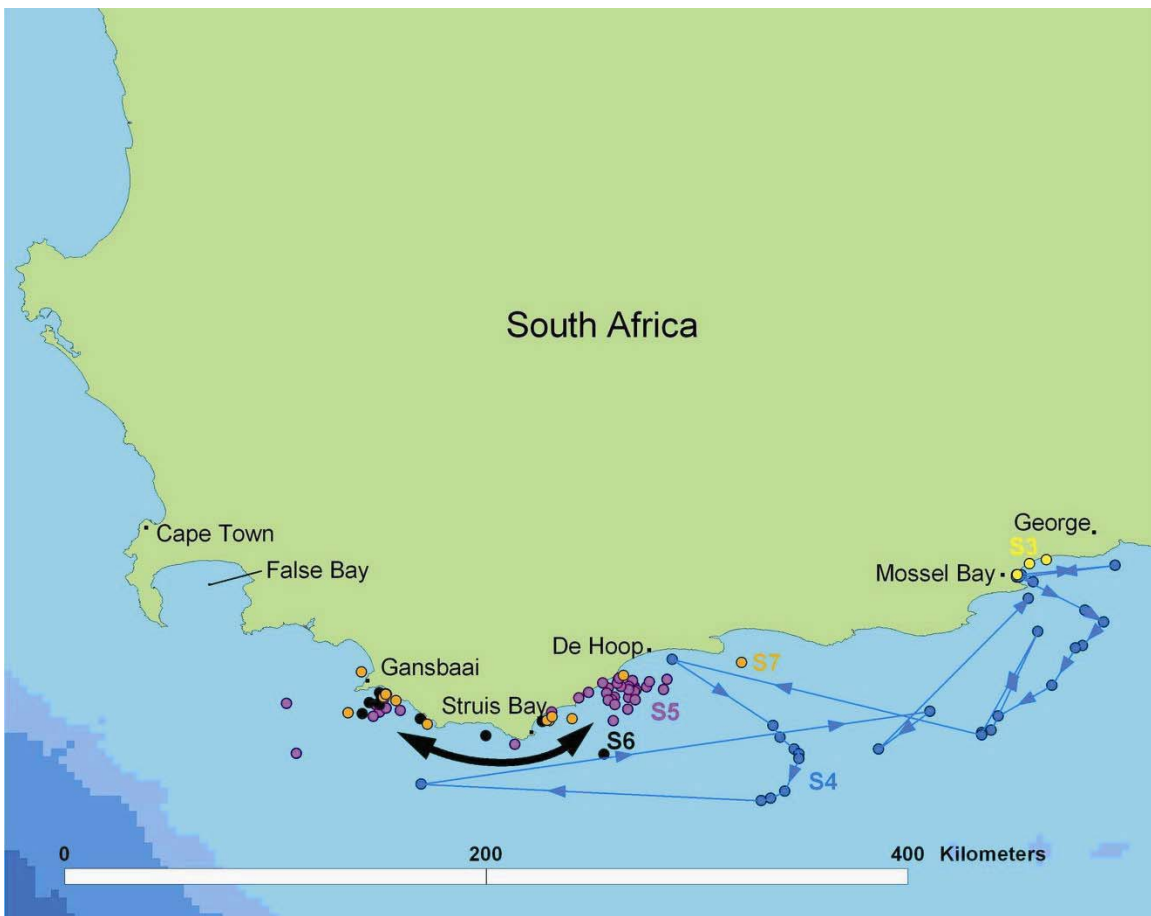 South Africa
George
S3
Cape Town
Mossel Bay
False Bay
De Hoop
Gansbaai
S7
Struis Bay
S5
S6
S4
0
200
400 Kilometers